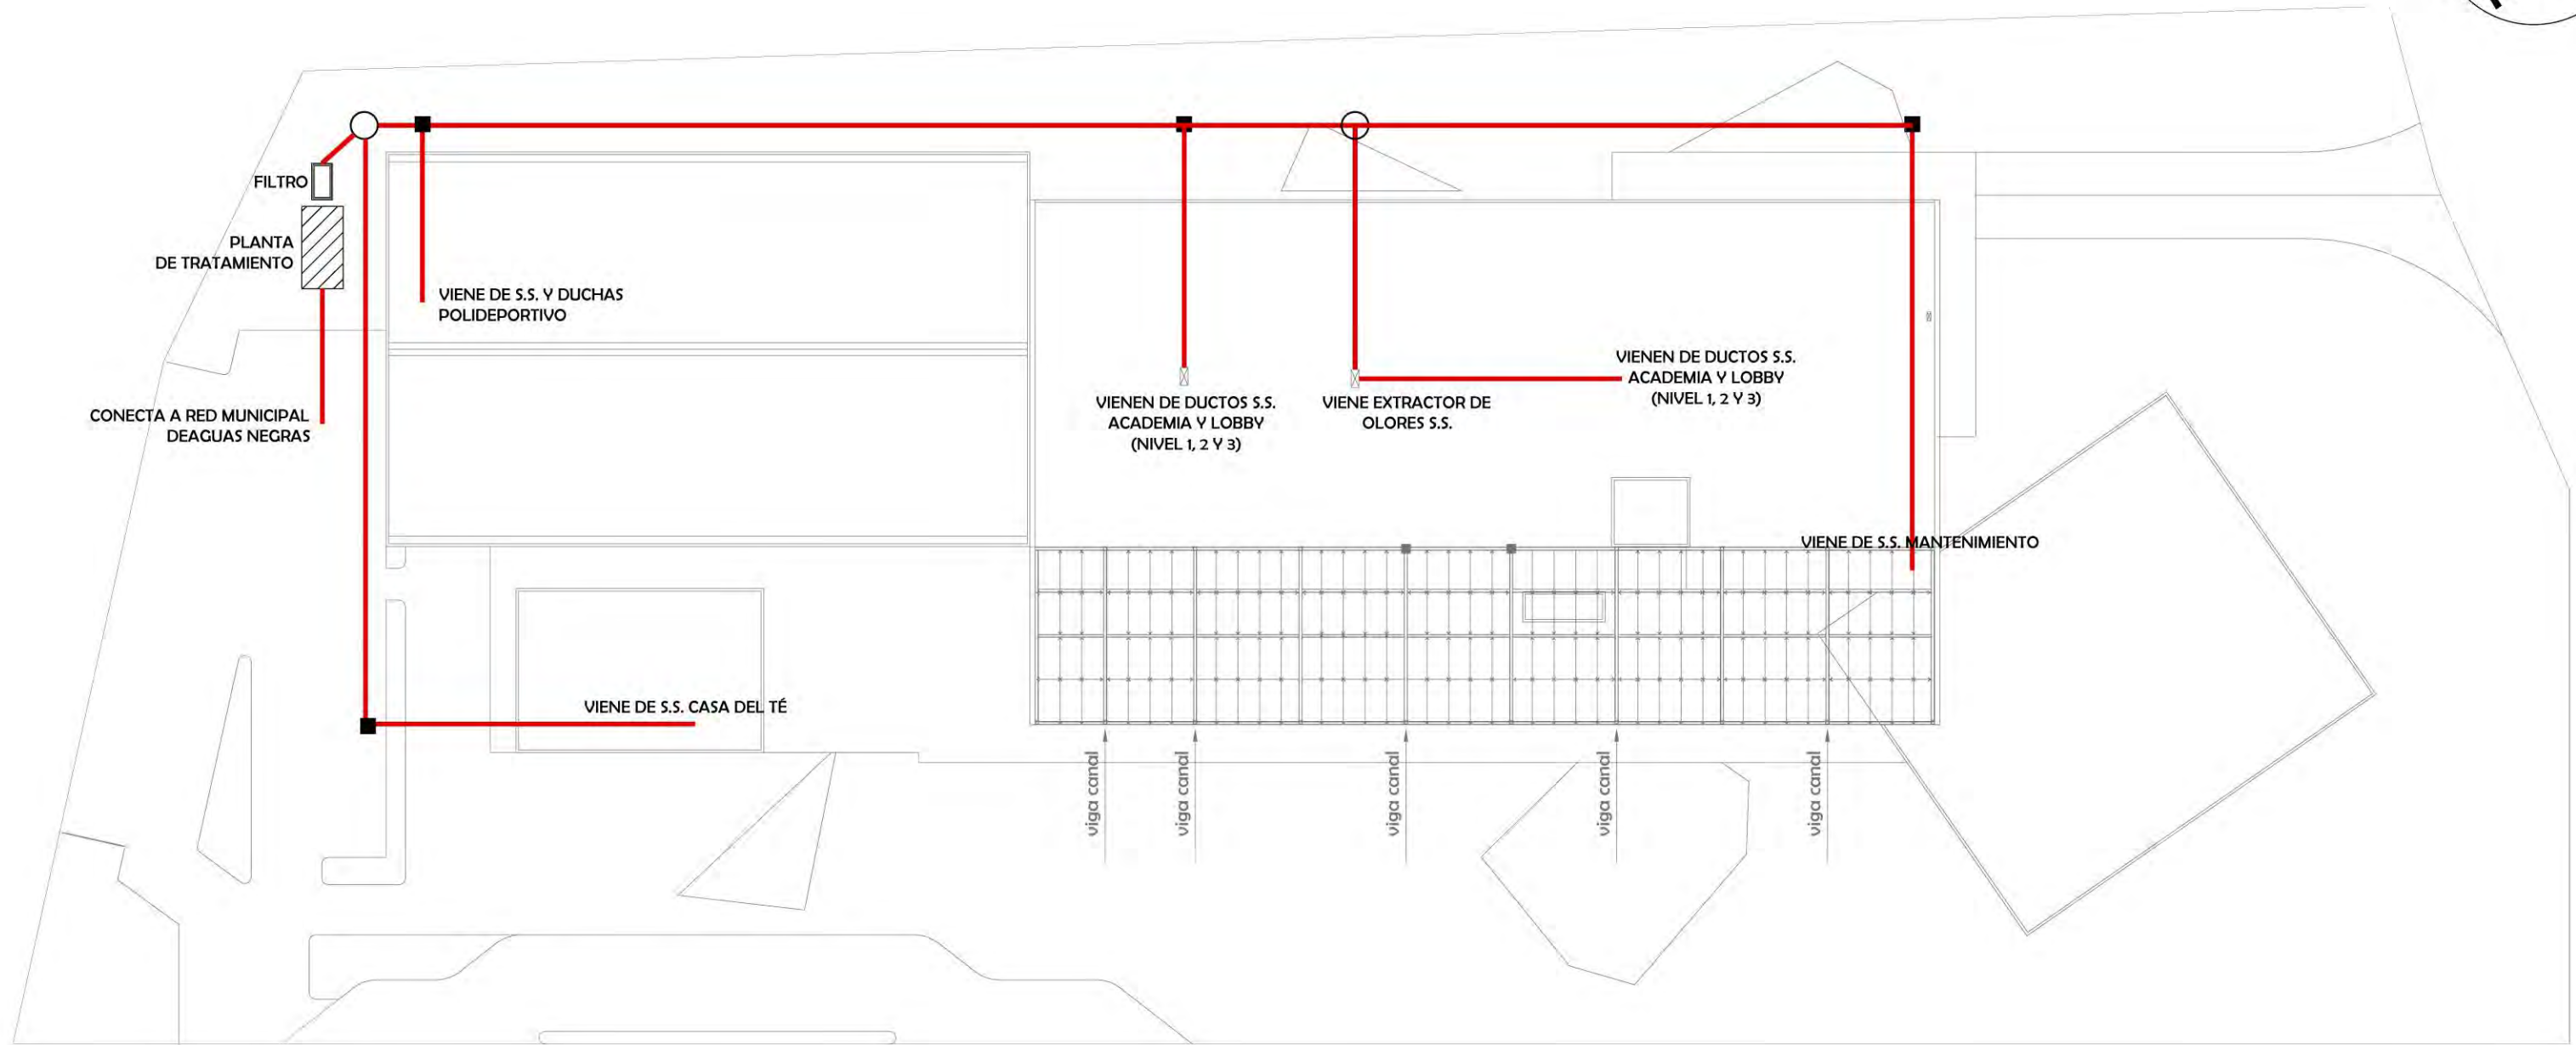 FILTRO
PLANTA
DE TRATAMIENTO
VIENE DE S.S. Y DUCHAS
POLIDEPORTIVO
CONECTA A RED MUNICIPAL
DEAGUAS NEGRAS
VIENEN DE DUCTOS S.S.
ACADEMIA Y LOBBY
(NIVEL 1, 2 Y 3)
VIENE EXTRACTOR DE
OLORES S.S.
VIENEN DE DUCTOS S.S.
ACADEMIA Y LOBBY
(NIVEL 1, 2 Y 3)
VIENE DE S.S. MANTENIMIENTO
VIENE DE S.S. CASA DEL TÉ
viga canal
viga canal
viga canal
viga canal
viga canal